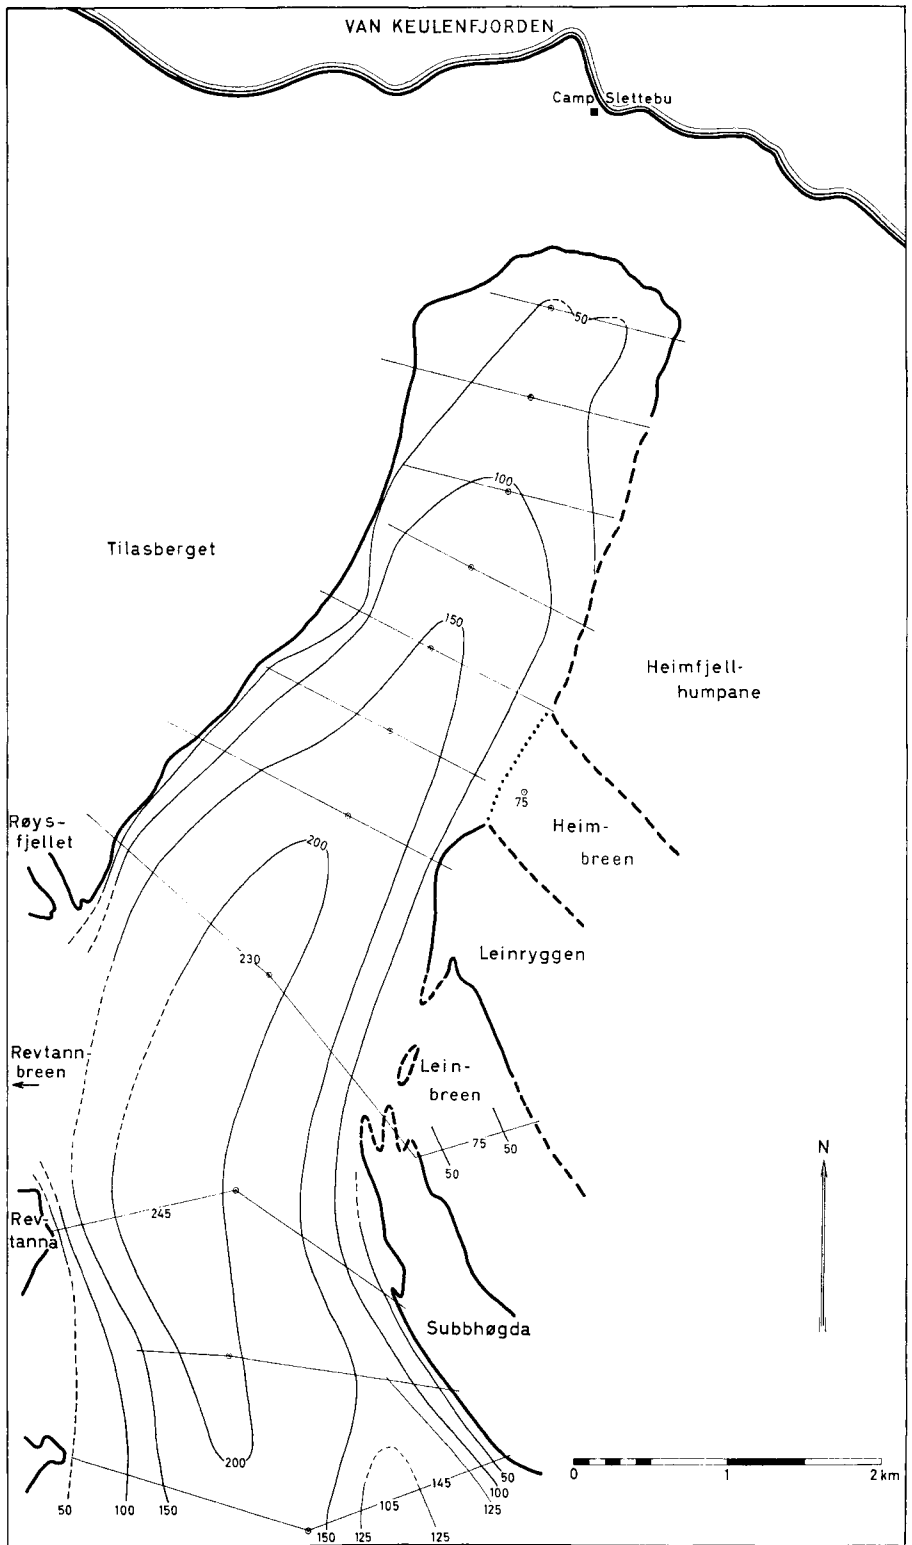 VAN KEULENFJORDEN
Camp Slettebu
50
100
Tilasberget
150
Heimfjell-
humpane
75
Røys-
fjellet
Heim-
breen
200
230
Leinryggen
Revtann-
breen
Lein-
breen
75
50
50
N
245
Rev-
tanna
Subbhøgda
200
50
100
125
145
105
0
1
2 km
50
100
150
150
125
125